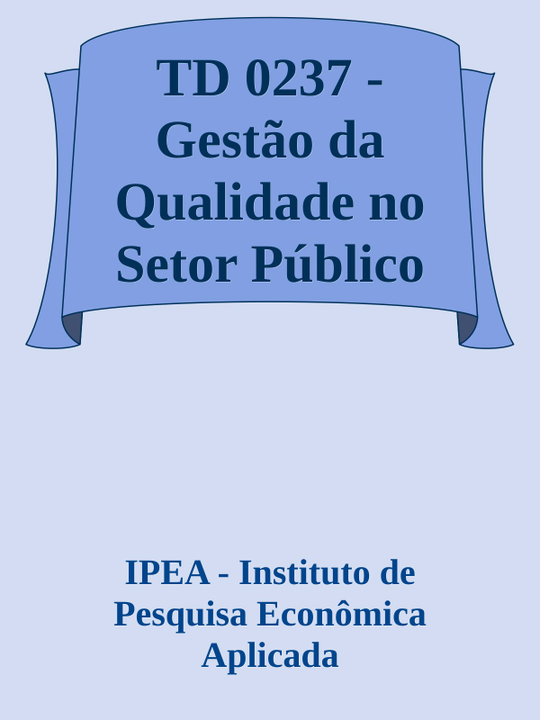 TD 0237 -
Gestão da
Qualidade no
Setor Público
IPEA - Instituto de
Pesquisa Econômica
Aplicada